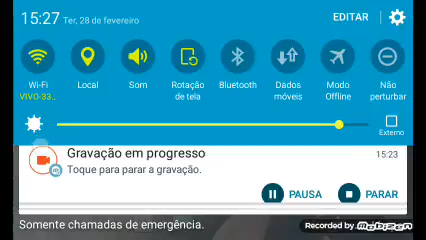 15:27 Ter, 28 de fevereiro EDITAR
Wi-Fi Local Som Rotação Bluetooth Dados Modo Não
VIVO-33.. de tela móveis Offline perturbar
Externo
Gravação em progresso 15:23
Toque para parar a gravação.
PAUSA PARAR
Somente chamadas de emergência.
Recorded by mobizen